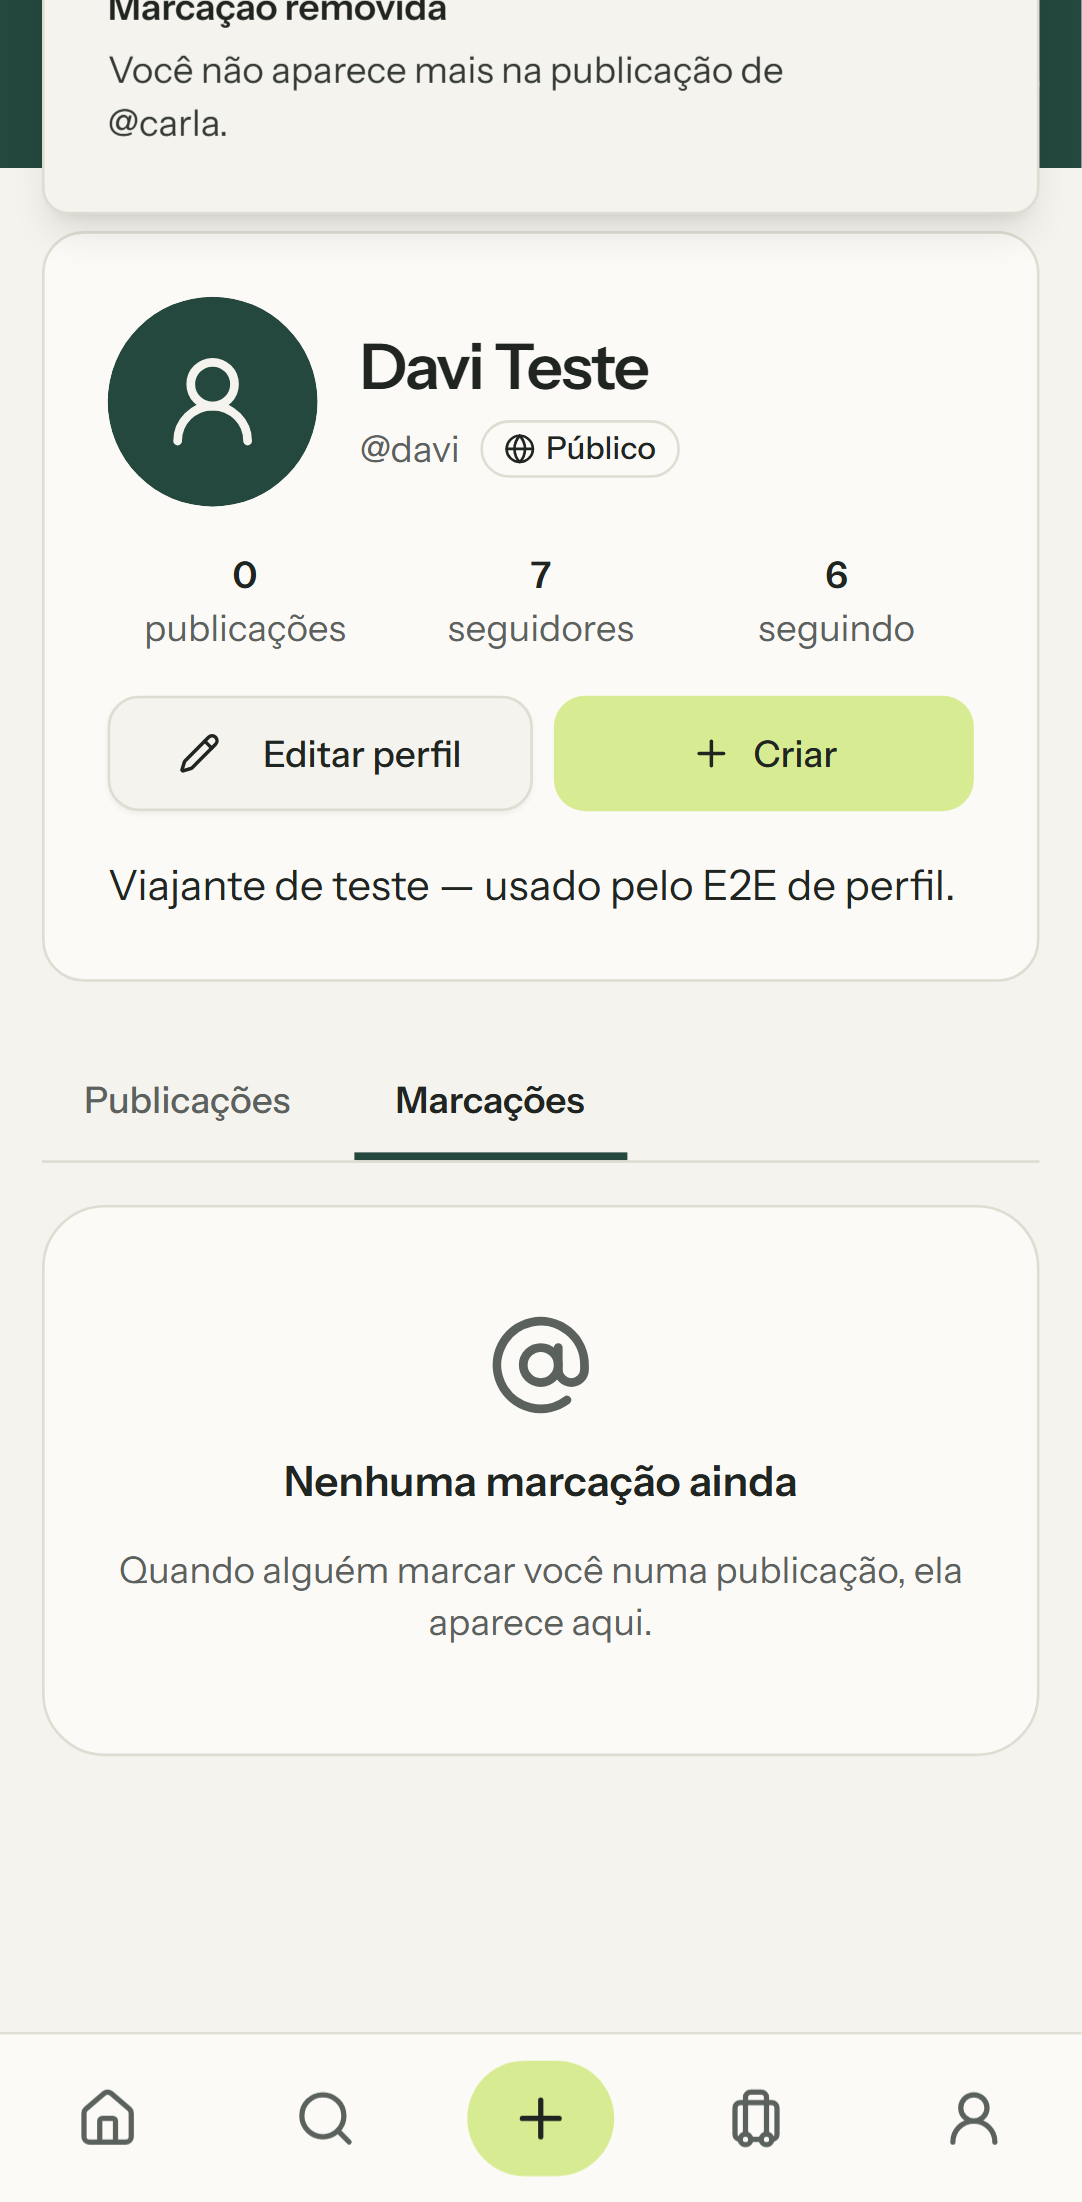 Marcação removida
Você não aparece mais na publicação de
@carla.
Davi Teste
@davi
Público
0
publicações
7
seguidores
6
seguindo
Editar perfil
Criar
Viajante de teste — usado pelo E2E de perfil.
Publicações
Marcações
Nenhuma marcação ainda
Quando alguém marcar você numa publicação, ela
aparece aqui.